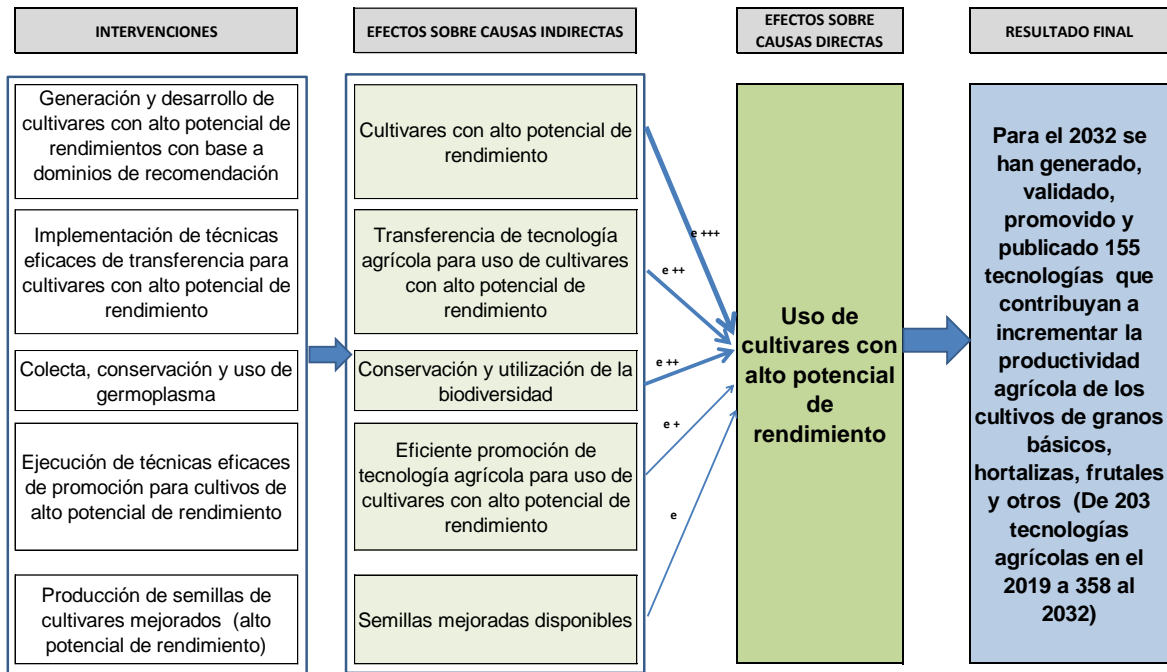 INTERVENCIONES
EFECTOS SOBRE CAUSAS INDIRECTAS
EFECTOS SOBRE
CAUSAS DIRECTAS
RESULTADO FINAL
Generación y desarrollo de
cultivares con alto potencial de
rendimientos con base a
dominios de recomendación
Implementación de técnicas
eficaces de transferencia para
cultivares con alto potencial de
rendimiento
Colecta, conservación y uso de
germoplasma
Ejecución de técnicas eficaces
de promoción para cultivos de
alto potencial de rendimiento
Producción de semillas de
cultivares mejorados (alto
potencial de rendimiento)
Cultivares con alto potencial de
rendimiento
Transferencia de tecnología
agrícola para uso de cultivares
con alto potencial de
rendimiento
Conservación y utilización de la
biodiversidad
Eficiente promoción de
tecnología agrícola para uso de
cultivares con alto potencial de
rendimiento
Semillas mejoradas disponibles
e +++
e ++
e ++
e +
e
Uso de
cultivares con
alto potencial
de
rendimiento
Para el 2032 se
han generado,
validado,
promovido y
publicado 155
tecnologías que
contribuyan a
incrementar la
productividad
agrícola de los
cultivos de granos
básicos,
hortalizas, frutales
y otros (De 203
tecnologías
agrícolas en el
2019 a 358 al
2032)